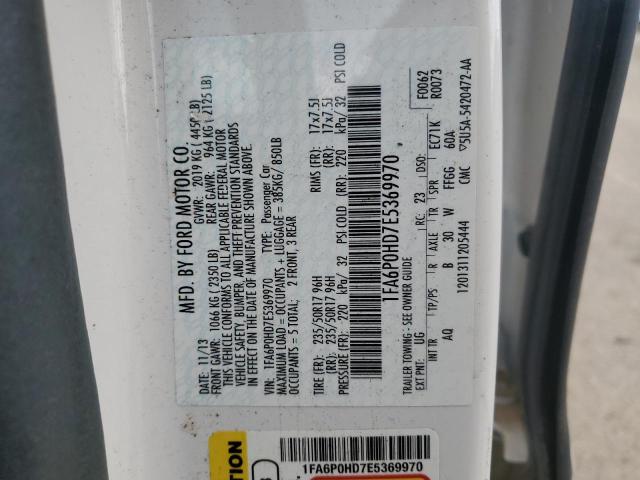 MFD. BY FORD MOTOR CO.
DATE: 11/13 GVWR: 2019 KG (4450 LB)
FRONT GAWR: 1066 KG (2350 LB) REAR GAWR: 964 KG (2125 LB)
THIS VEHICLE CONFORMS TO ALL APPLICABLE FEDERAL MOTOR
VEHICLE SAFETY, BUMPER, AND THEFT PREVENTION STANDARDS
IN EFFECT ON THE DATE OF MANUFACTURE SHOWN ABOVE.
VIN: 1FA6P0HD7E5369970 TYPE: Passenger Car
MAXIMUM LOAD = OCCUPANTS + LUGGAGE = 385KG/ 850LB
OCCUPANTS = 5 TOTAL; 2 FRONT, 3 REAR
TIRE (FR): 235/50R17 96H RIMS (FR): 17x7.5J
(RR): 235/50R17 96H (RR): 17x7.5J
PRESSURE (FR): 220 kPa/ 32 PSI COLD (RR): 220 kPa/ 32 PSI COLD
1FA6P0HD7E5369970
TRAILER TOWING - SEE OWNER GUIDE
F0062
R0073
EXT PNT: UG RC: 23 DSO: EC71K
INT TR TP/PS R AXLE TR SPR
AQ B 30 W FFGG 60A
1201311205444 CMC ▽5U5A-5420472-AA
1FA6P0HD7E5369970